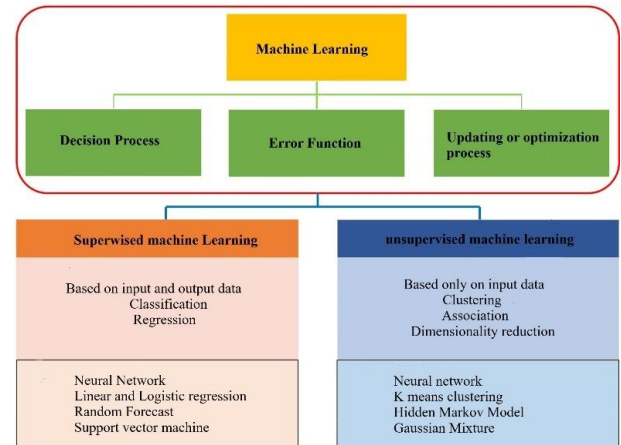 Machine Learning
Decision Process
Error Function
Updating or optimization
process
Superwised machine Learning
unsupervised machine learning
Based on input and output data
Classification
Regression
Based only on input data
Clustering
Association
Dimensionality reduction
Neural Network
Linear and Logistic regression
Random Forecast
Support vector machine
Neural network
K means clustering
Hidden Markov Model
Gaussian Mixture